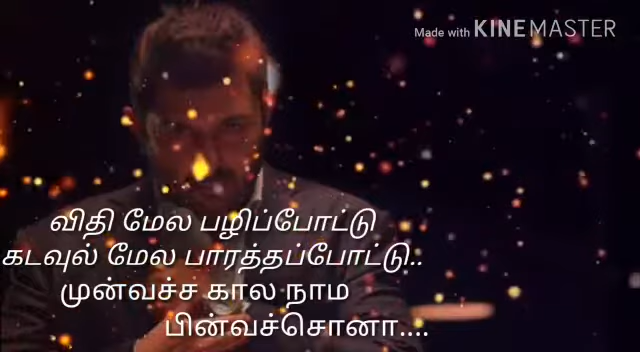 Made with KINEMASTER
விதி மேல பழிப்போட்டு
கடவுல் மேல பாரத்தப்போட்டு..
முன்வச்ச கால நாம
பின்வச்சொனா....